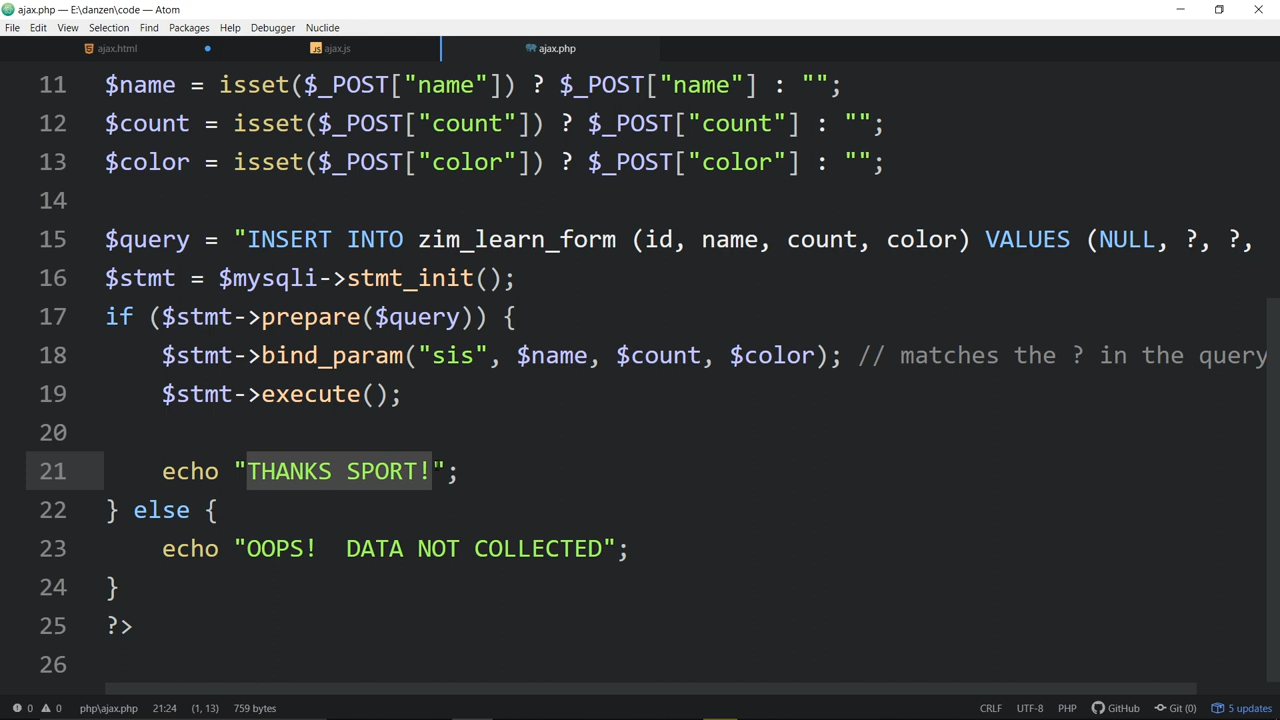 ajax.php — E:\danzen\code — Atom
File Edit View Selection Find Packages Help Debugger Nuclide
ajax.html JS ajax.js ajax.php
11 $name = isset($_POST["name"]) ? $_POST["name"] : "";
12 $count = isset($_POST["count"]) ? $_POST["count"] : "";
13 $color = isset($_POST["color"]) ? $_POST["color"] : "";
14
15 $query = "INSERT INTO zim_learn_form (id, name, count, color) VALUES (NULL, ?, ?,
16 $stmt = $mysqli->stmt_init();
17 if ($stmt->prepare($query)) {
18 $stmt->bind_param("sis", $name, $count, $color); // matches the ? in the query
19 $stmt->execute();
20
21 echo "THANKS SPORT!";
22 } else {
23 echo "OOPS!  DATA NOT COLLECTED";
24 }
25 ?>
26
0 0 php\ajax.php 21:24 (1, 13) 759 bytes CRLF UTF-8 PHP GitHub Git (0) 5 updates